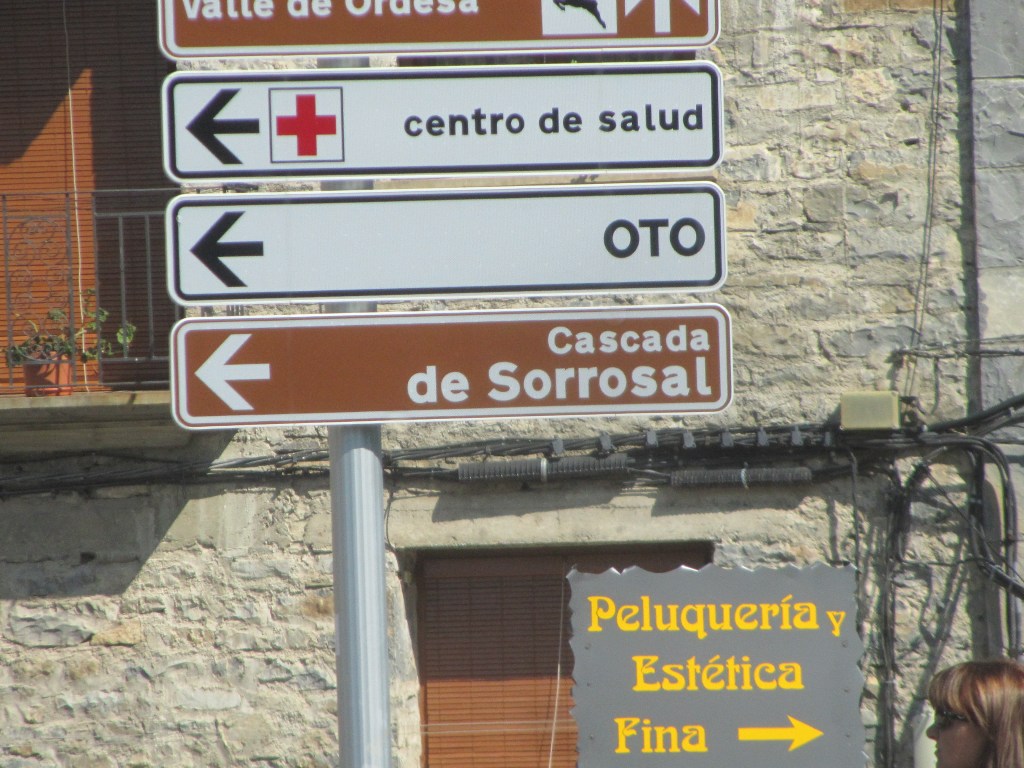 Valle de Ordesa
centro de salud
OTO
Cascada
de Sorrosal
Peluquería y
Estética
Fina